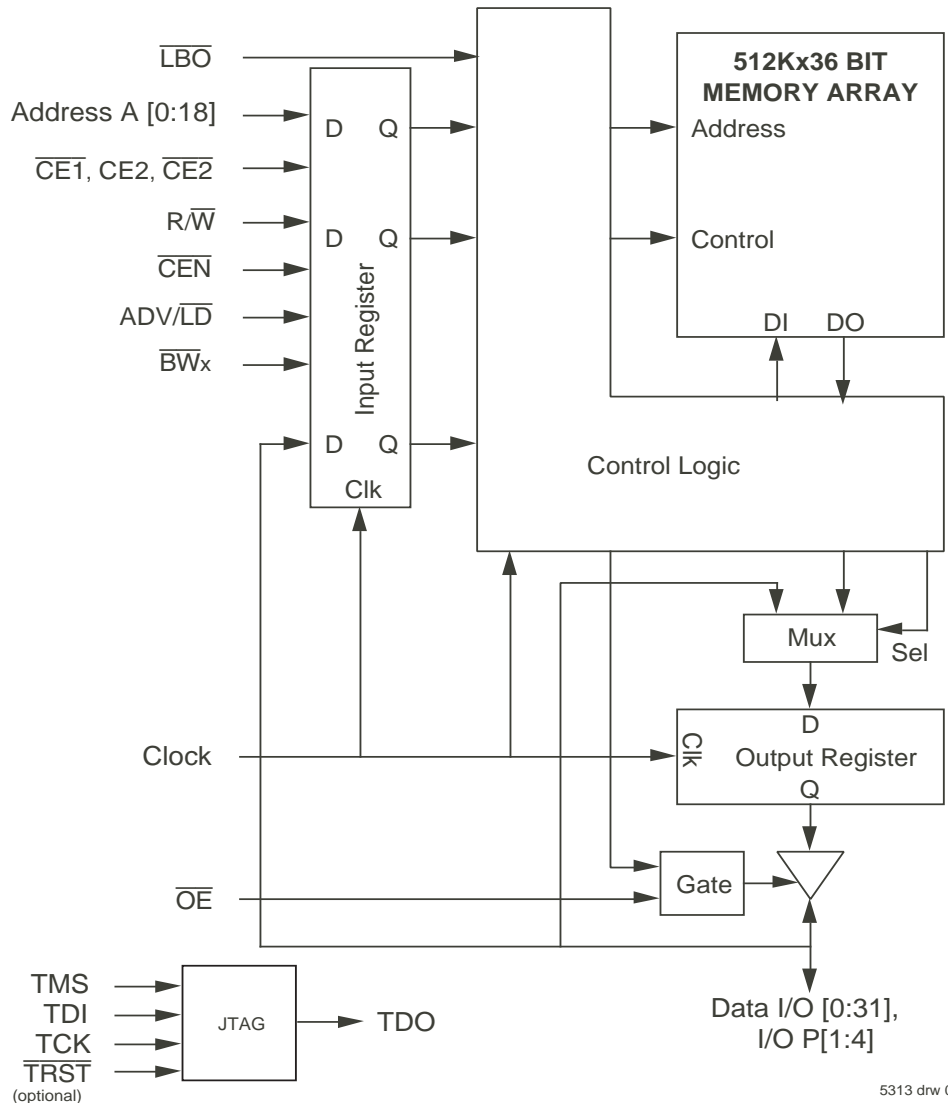 LBO
512Kx36 BIT
MEMORY ARRAY
Address A [0:18]
D Q
Address
CE1, CE2, CE2
R/W
D Q
Control
CEN
Input Register
ADV/LD
DI DO
BWx
D Q
Control Logic
Clk
Mux
Sel
D
Clock
Clk
Output Register
Q
Gate
OE
TMS
TDI
JTAG
TDO
Data I/O [0:31],
I/O P[1:4]
TCK
TRST
(optional)
5313 drw